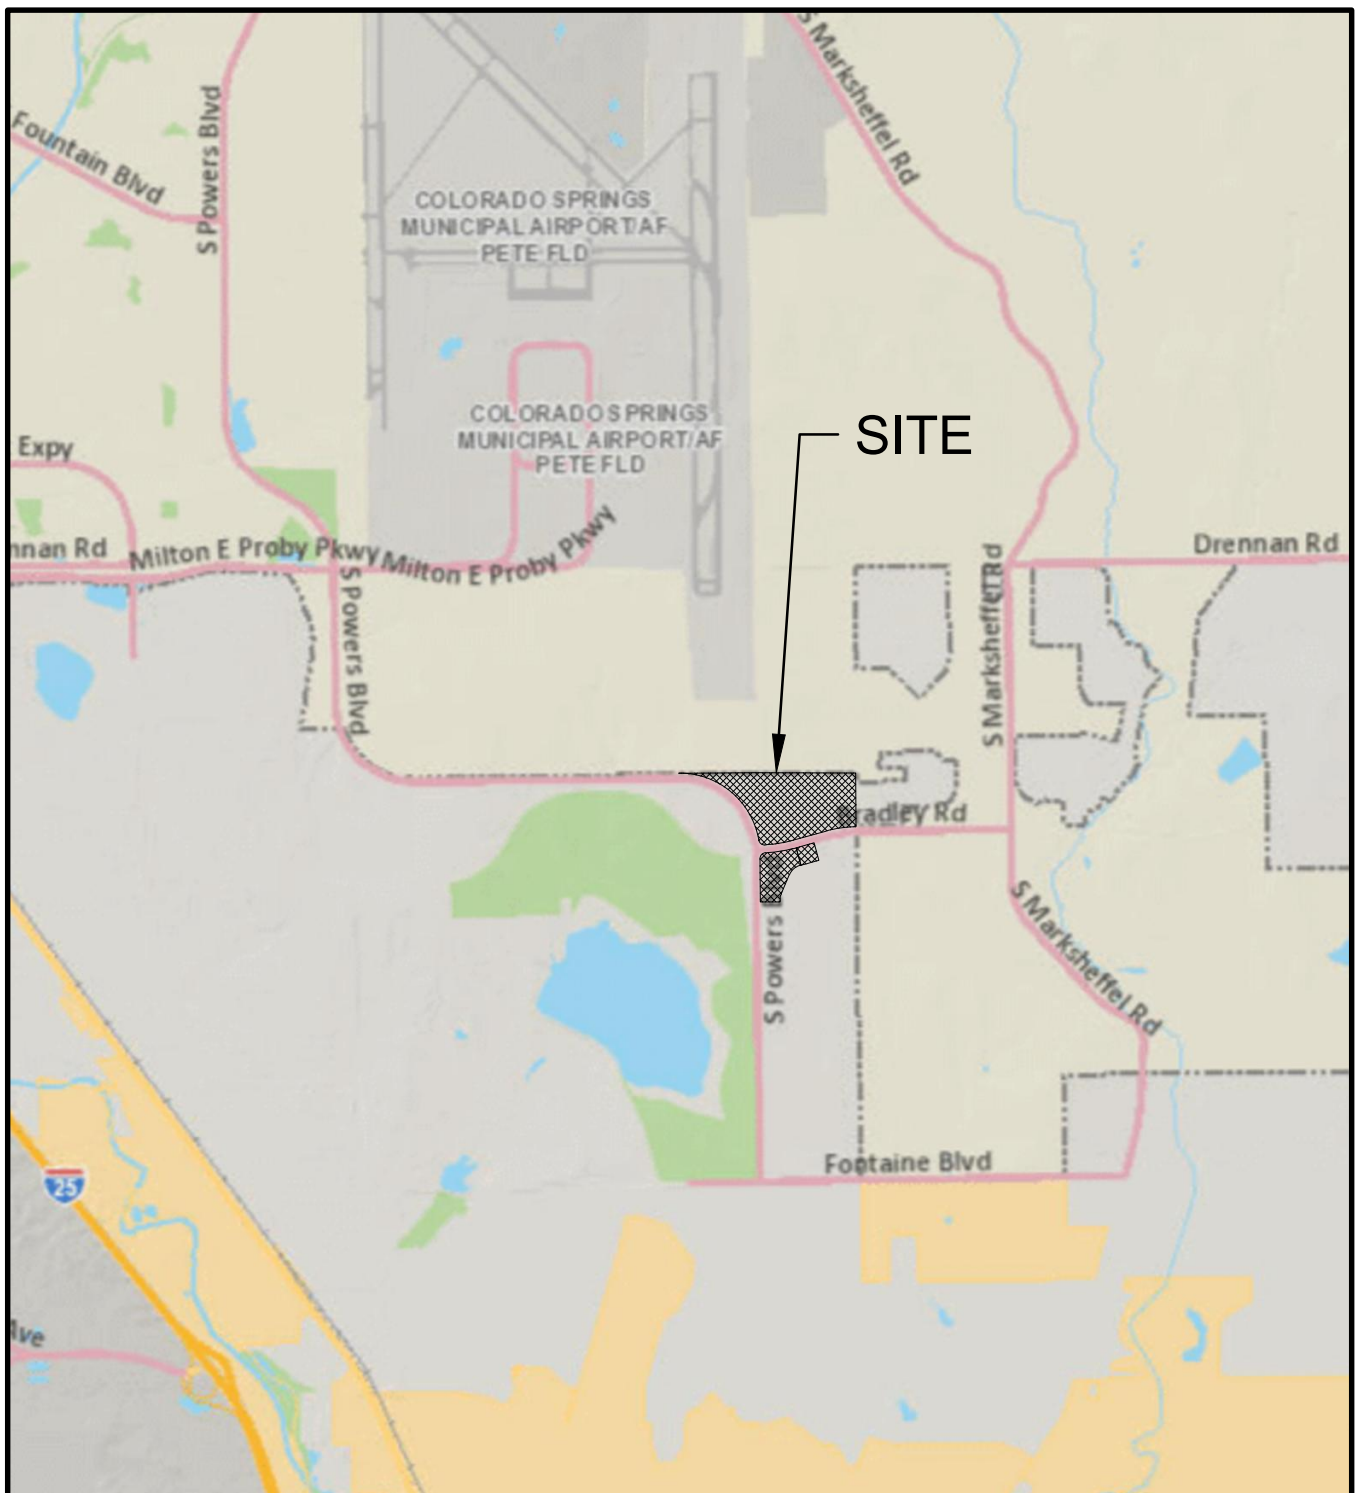 S Marksheffel Rd
Fountain Blvd
S Powers Blvd
COLORADO SPRINGS
MUNICIPAL AIRPORT/AF
PETE FLD
COLORADO SPRINGS
MUNICIPAL AIRPORT/AF
PETE FLD
SITE
Expy
nnan Rd
Milton E Proby Pkwy
Milton E Proby Pkwy
Drennan Rd
S Powers Blvd
S Marksheffel Rd
Bradley Rd
S Powers
S Marksheffel Rd
Fontaine Blvd
25
Ave